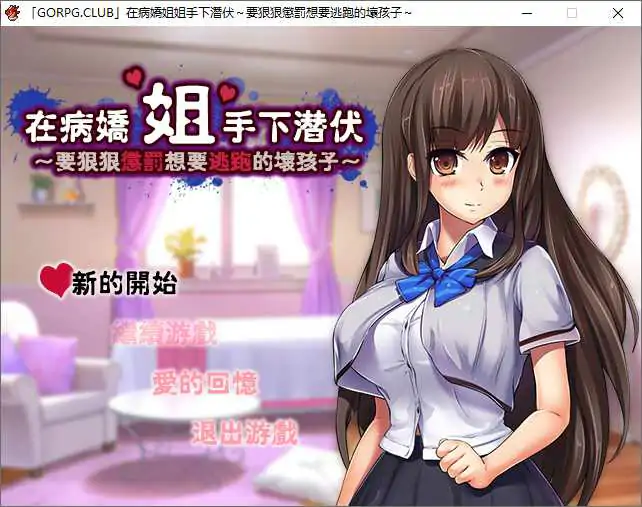 「GORPG.CLUB」在病嬌姐姐手下潛伏～要狠狠懲罰想要逃跑的壞孩子～
在病嬌姐手下潛伏
～要狠狠懲罰想要逃跑的壞孩子～
新的開始
繼續游戲
愛的回憶
退出游戲